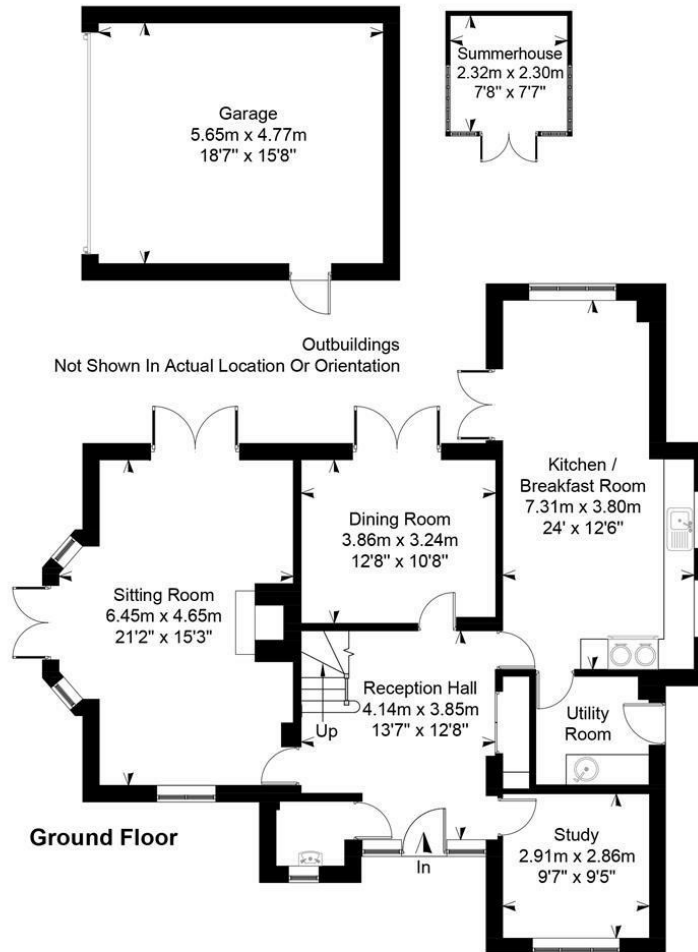 Garage
5.65m x 4.77m
18'7" x 15'8"
Summerhouse
2.32m x 2.30m
7'8" x 7'7"
Outbuildings
Not Shown In Actual Location Or Orientation
Kitchen /
Breakfast Room
7.31m x 3.80m
24' x 12'6"
Dining Room
3.86m x 3.24m
12'8" x 10'8"
Sitting Room
6.45m x 4.65m
21'2" x 15'3"
Reception Hall
4.14m x 3.85m
13'7" x 12'8"
Up
Utility
Room
Ground Floor
In
Study
2.91m x 2.86m
9'7" x 9'5"